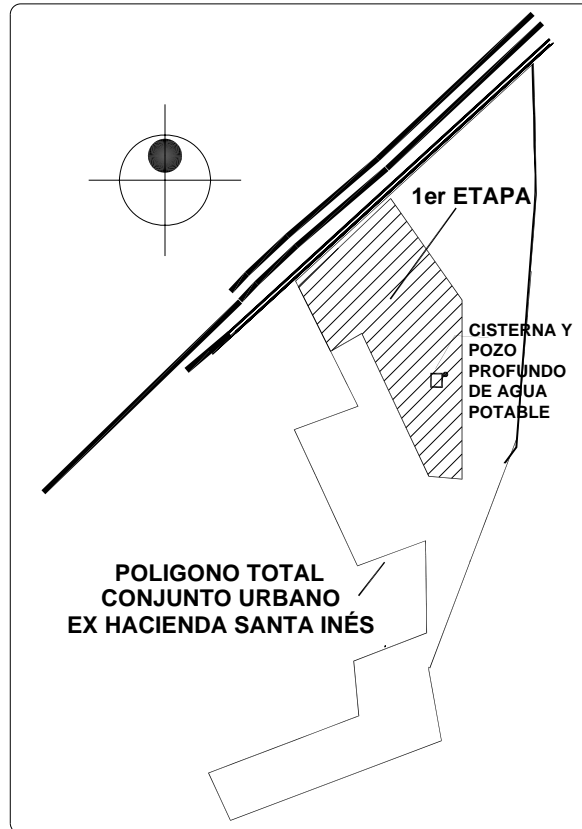 1er ETAPA
CISTERNA Y
POZO
PROFUNDO
DE AGUA
POTABLE
POLIGONO TOTAL
CONJUNTO URBANO
EX HACIENDA SANTA INÉS